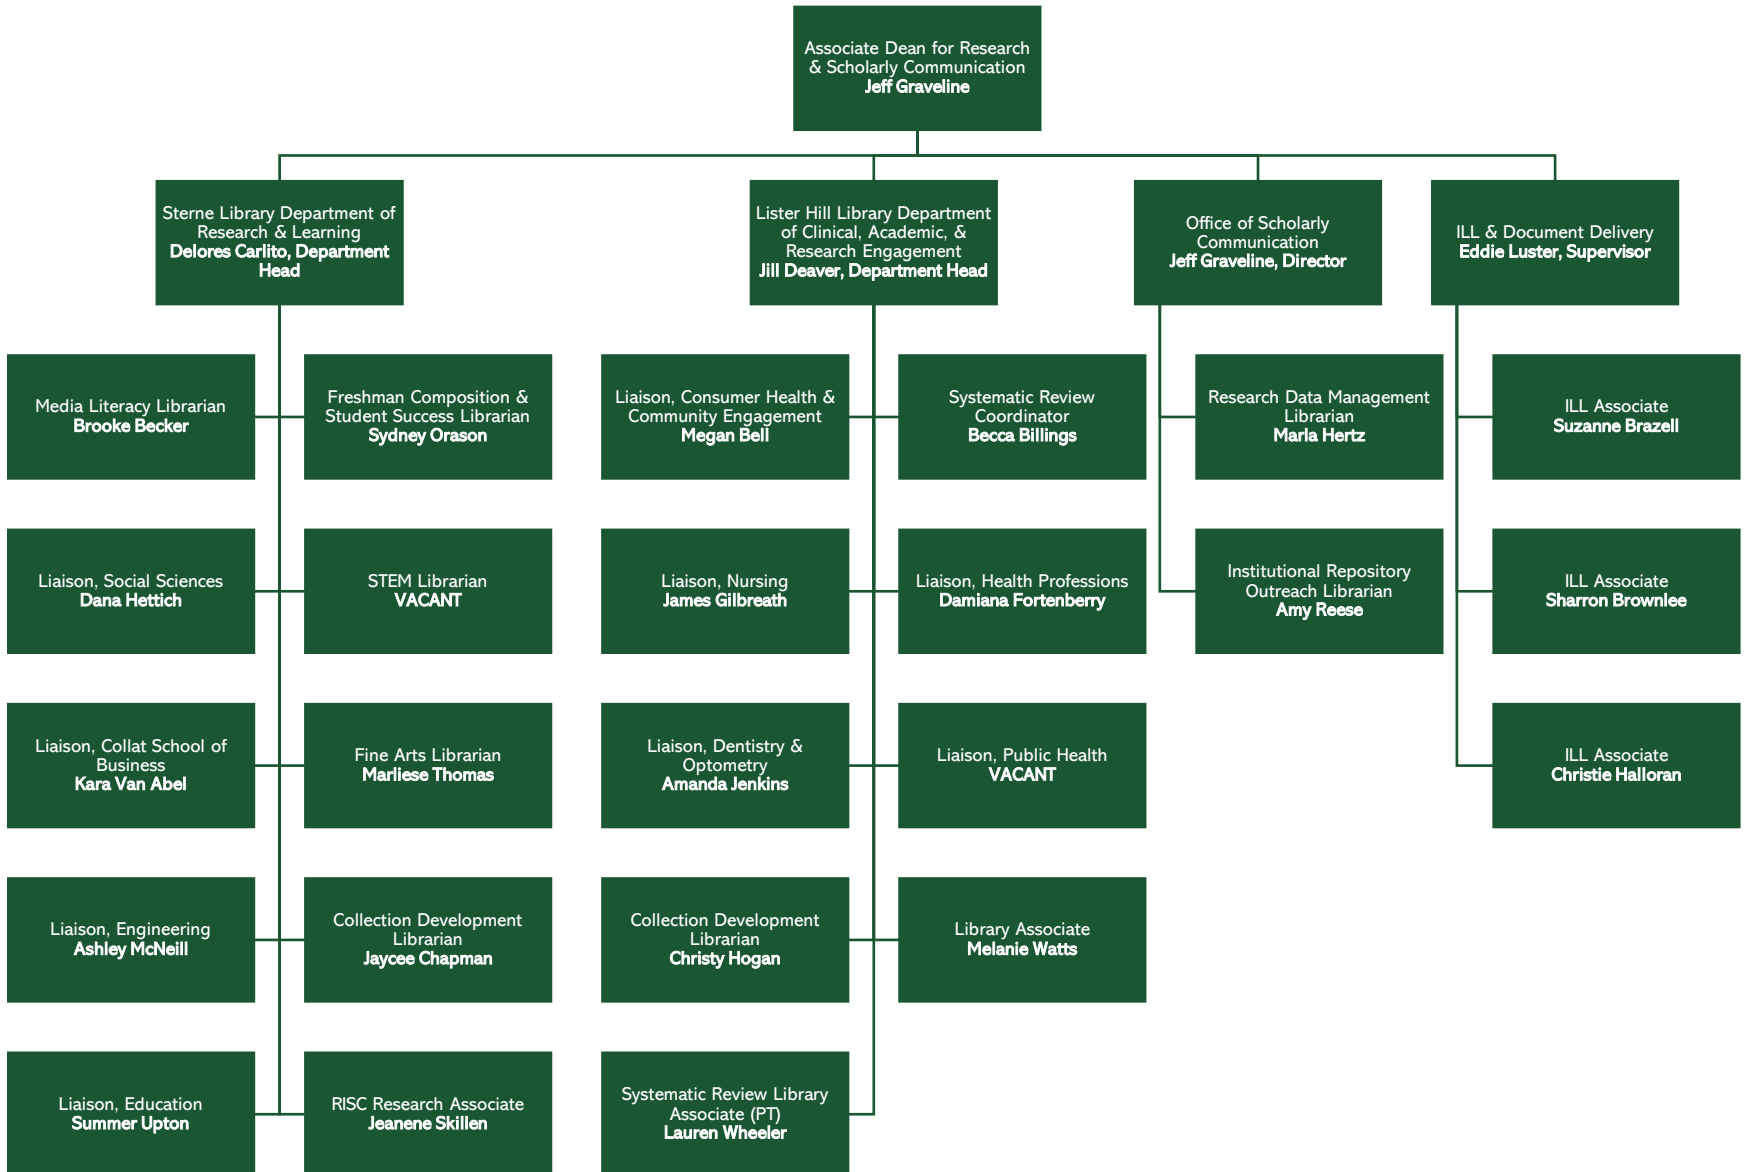 Associate Dean for Research
& Scholarly Communication
Jeff Graveline
Sterne Library Department of
Research & Learning
Delores Carlito, Department
Head
Lister Hill Library Department
of Clinical, Academic, &
Research Engagement
Jill Deaver, Department Head
Office of Scholarly
Communication
Jeff Graveline, Director
ILL & Document Delivery
Eddie Luster, Supervisor
Media Literacy Librarian
Brooke Becker
Freshman Composition &
Student Success Librarian
Sydney Orason
Liaison, Consumer Health &
Community Engagement
Megan Bell
Systematic Review
Coordinator
Becca Billings
Research Data Management
Librarian
Marla Hertz
ILL Associate
Suzanne Brazell
Liaison, Social Sciences
Dana Hettich
STEM Librarian
VACANT
Liaison, Nursing
James Gilbreath
Liaison, Health Professions
Damiana Fortenberry
Institutional Repository
Outreach Librarian
Amy Reese
ILL Associate
Sharron Brownlee
Liaison, Collat School of
Business
Kara Van Abel
Fine Arts Librarian
Marliese Thomas
Liaison, Dentistry &
Optometry
Amanda Jenkins
Liaison, Public Health
VACANT
ILL Associate
Christie Halloran
Liaison, Engineering
Ashley McNeill
Collection Development
Librarian
Jaycee Chapman
Collection Development
Librarian
Christy Hogan
Library Associate
Melanie Watts
Liaison, Education
Summer Upton
RISC Research Associate
Jeanene Skillen
Systematic Review Library
Associate (PT)
Lauren Wheeler